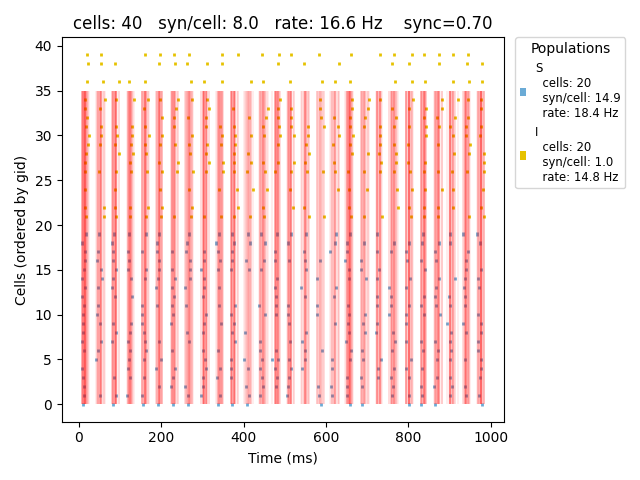 cells: 40   syn/cell: 8.0   rate: 16.6 Hz    sync=0.70
Populations
S
cells: 20
syn/cell: 14.9
rate: 18.4 Hz
I
cells: 20
syn/cell: 1.0
rate: 14.8 Hz
Cells (ordered by gid)
40
35
30
25
20
15
10
5
0
0
200
400
600
800
1000
Time (ms)